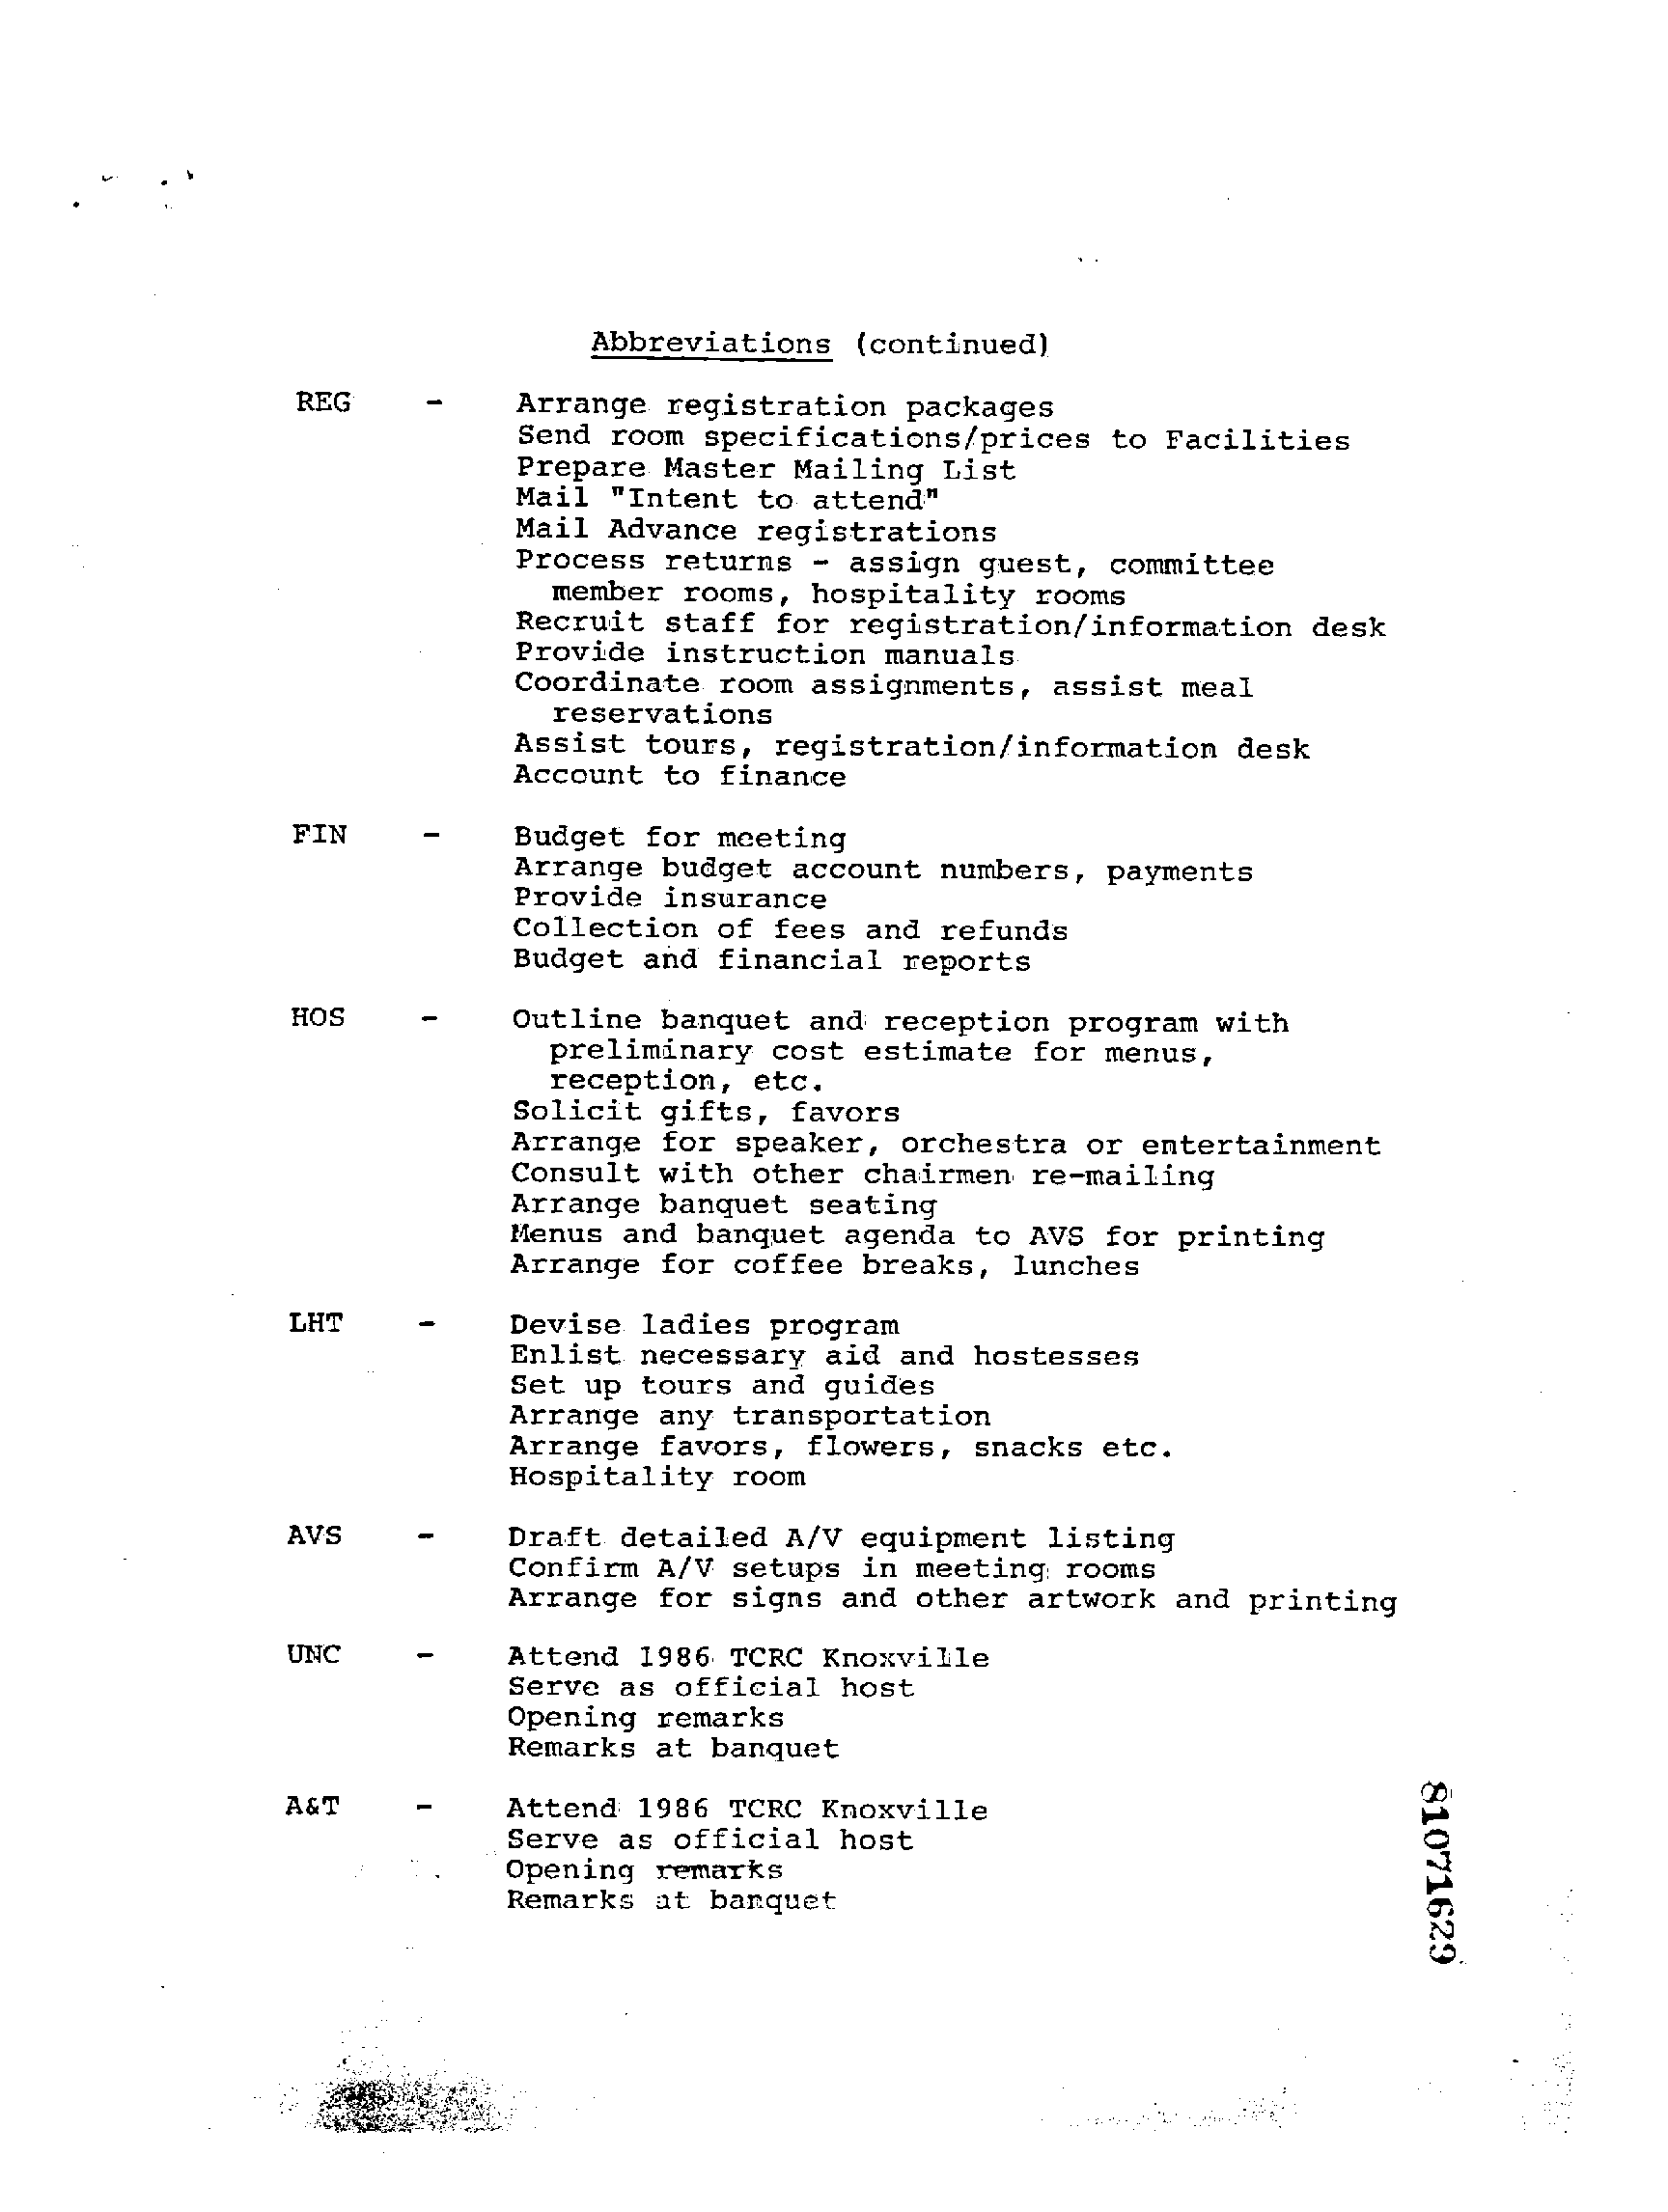 Abbreviations (continued)
REG - Arrange registration packages
Send room specifications/prices to Facilities
Prepare Master Mailing List
Mail "Intent to attend"
Mail Advance registrations
Process returns - assign guest, committee
member rooms, hospitality rooms
Recruit staff for registration/information desk
Provide instruction manuals
Coordinate room assignments, assist meal
reservations
Assist tours, registration/information desk
Account to finance
FIN - Budget for meeting
Arrange budget account numbers, payments
Provide insurance
Collection of fees and refunds
Budget and financial reports
HOS - Outline banquet and reception program with
preliminary cost estimate for menus,
reception, etc.
Solicit gifts, favors
Arrange for speaker, orchestra or entertainment
Consult with other chairmen re-mailing
Arrange banquet seating
Menus and banquet agenda to AVS for printing
Arrange for coffee breaks, lunches
LHT - Devise ladies program
Enlist necessary aid and hostesses
Set up tours and guides
Arrange any transportation
Arrange favors, flowers, snacks etc.
Hospitality room
AVS - Draft detailed A/V equipment listing
Confirm A/V setups in meeting rooms
Arrange for signs and other artwork and printing
UNC - Attend 1986 TCRC Knoxville
Serve as official host
Opening remarks
Remarks at banquet
A&T - Attend 1986 TCRC Knoxville
Serve as official host
Opening remarks
Remarks at banquet
81071629